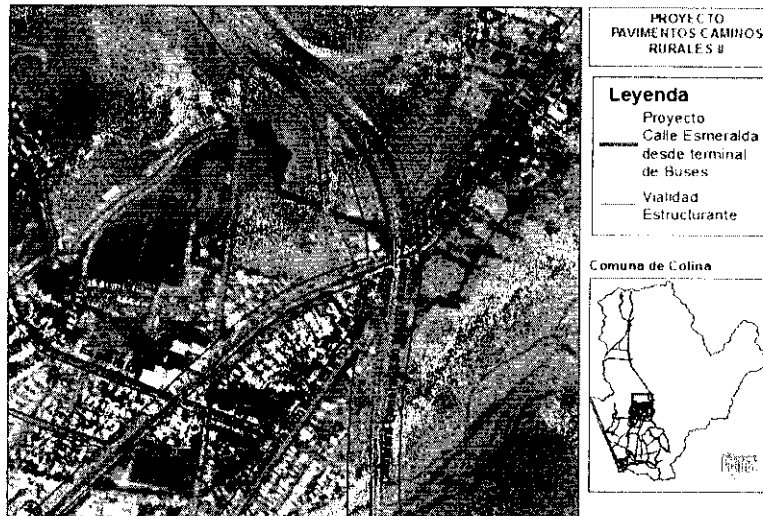 PROYECTO
PAVIMENTOS CAMINOS
RURALES II
Leyenda
Proyecto
Calle Esmeralda
desde terminal
de Buses
Vialidad
Estructurante
Comuna de Colina